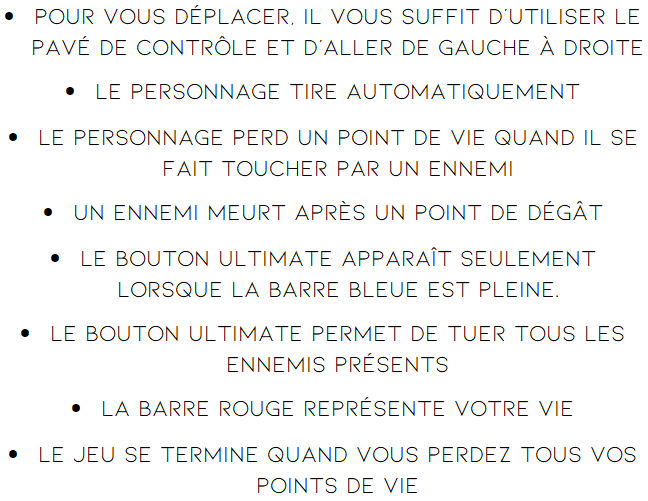 • POUR VOUS DÉPLACER, IL VOUS SUFFIT D'UTILISER LE
PAVÉ DE CONTRÔLE ET D'ALLER DE GAUCHE À DROITE
• LE PERSONNAGE TIRE AUTOMATIQUEMENT
• LE PERSONNAGE PERD UN POINT DE VIE QUAND IL SE
FAIT TOUCHER PAR UN ENNEMI
• UN ENNEMI MEURT APRÈS UN POINT DE DÉGÂT
• LE BOUTON ULTIMATE APPARAÎT SEULEMENT
LORSQUE LA BARRE BLEUE EST PLEINE.
• LE BOUTON ULTIMATE PERMET DE TUER TOUS LES
ENNEMIS PRÉSENTS
• LA BARRE ROUGE REPRÉSENTE VOTRE VIE
• LE JEU SE TERMINE QUAND VOUS PERDEZ TOUS VOS
POINTS DE VIE